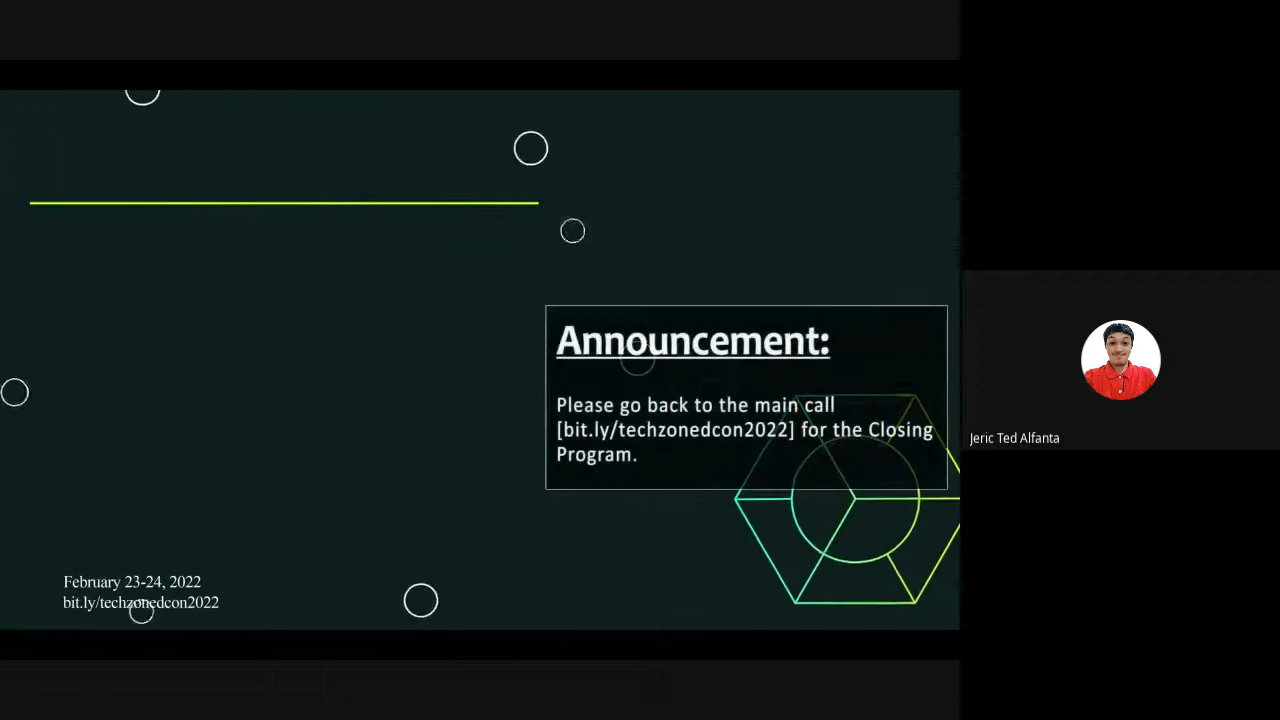 Announcement:
Please go back to the main call
[bit.ly/techzonedcon2022] for the Closing
Program.
Jeric Ted Alfanta
February 23-24, 2022
bit.ly/techzonedcon2022